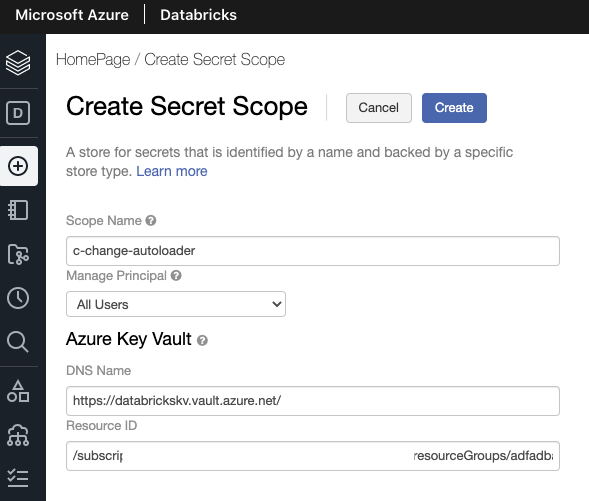 Microsoft Azure | Databricks
HomePage / Create Secret Scope
D
Create Secret Scope
Cancel
Create
A store for secrets that is identified by a name and backed by a specific
store type. Learn more
Scope Name ?
c-change-autoloader
Manage Principal ?
All Users
Azure Key Vault ?
DNS Name
https://databrickskv.vault.azure.net/
Resource ID
/subscrip resourceGroups/adfadba